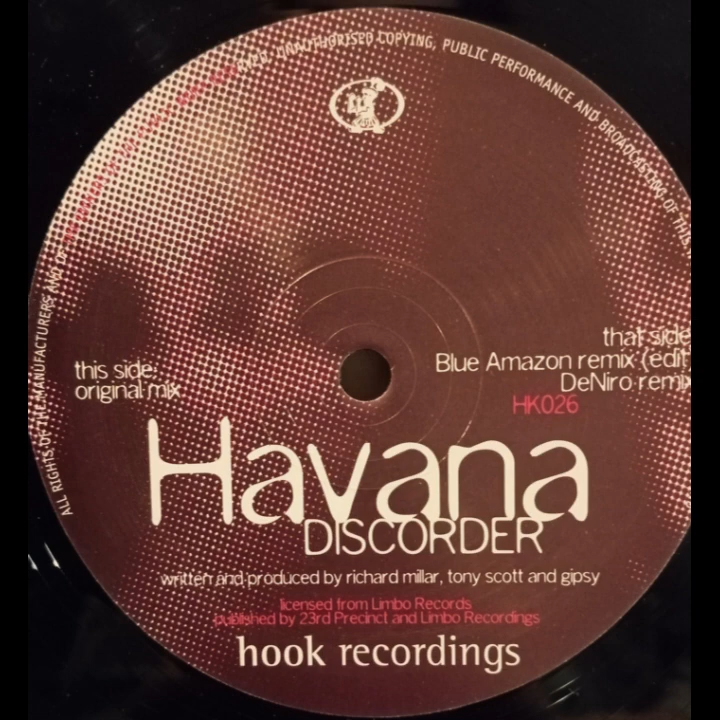 ALL RIGHTS OF THE MANUFACTURERS AND OF UNAUTHORISED COPYING, PUBLIC PERFORMANCE AND BROADCASTING OF THIS
this side:
original mix
that side
Blue Amazon remix (edit
DeNiro remix
HK026
Havana
DISCORDER
written and produced by richard millar, tony scott and gipsy
licensed from Limbo Records
published by 23rd Precinct and Limbo Recordings
hook recordings